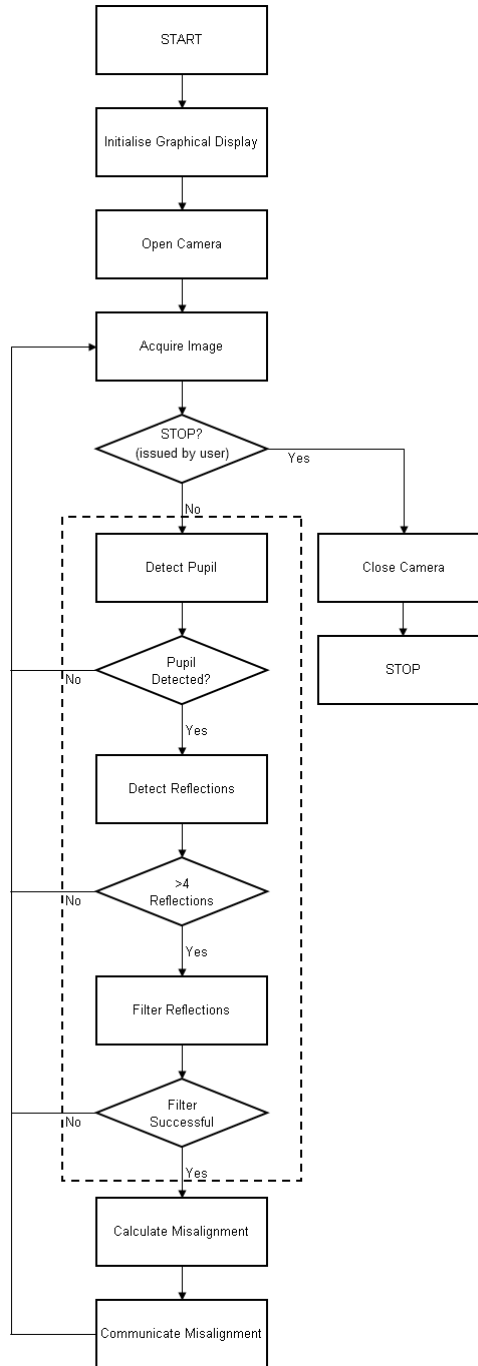 START
Initialise Graphical Display
Open Camera
Acquire Image
STOP?
(issued by user)
Yes
No
Detect Pupil
Close Camera
Pupil
Detected?
No
STOP
Yes
Detect Reflections
>4
Reflections
No
Yes
Filter Reflections
Filter
Successful
No
Yes
Calculate Misalignment
Communicate Misalignment